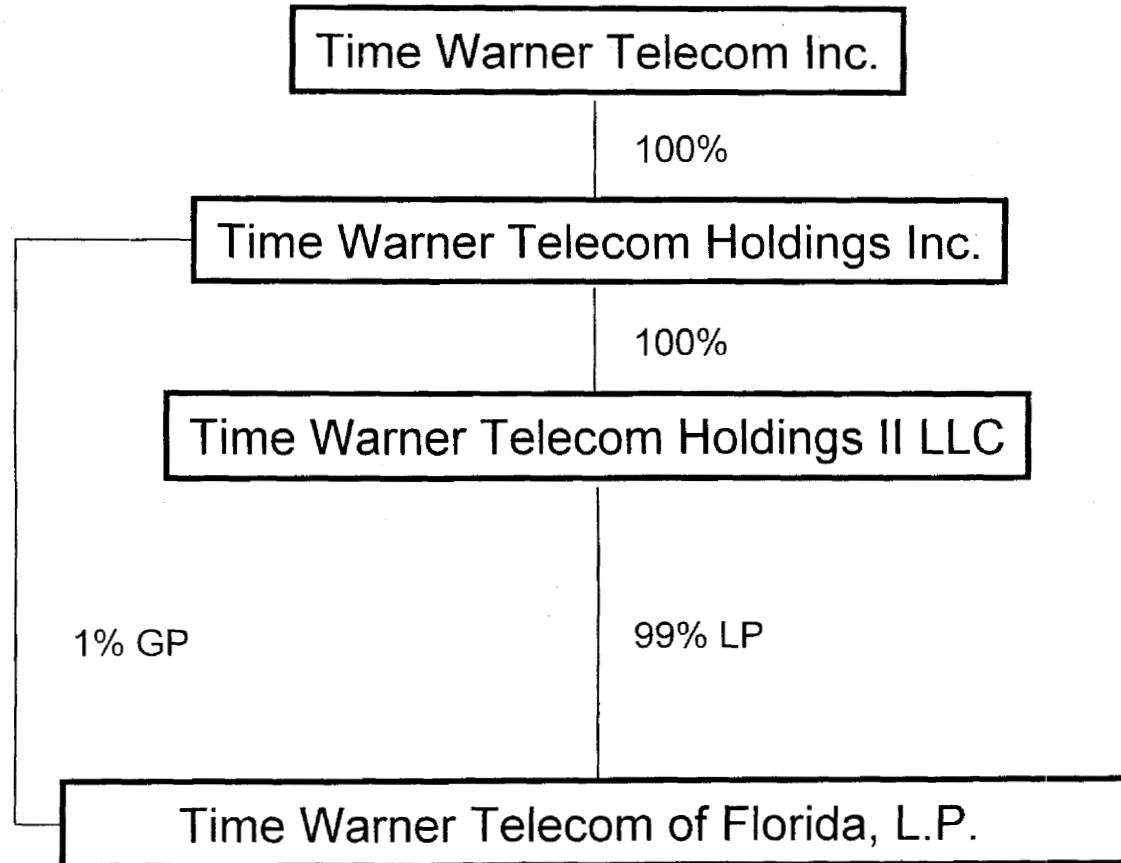 Time Warner Telecom Inc.
100%
Time Warner Telecom Holdings Inc.
100%
Time Warner Telecom Holdings II LLC
1% GP
99% LP
Time Warner Telecom of Florida, L.P.